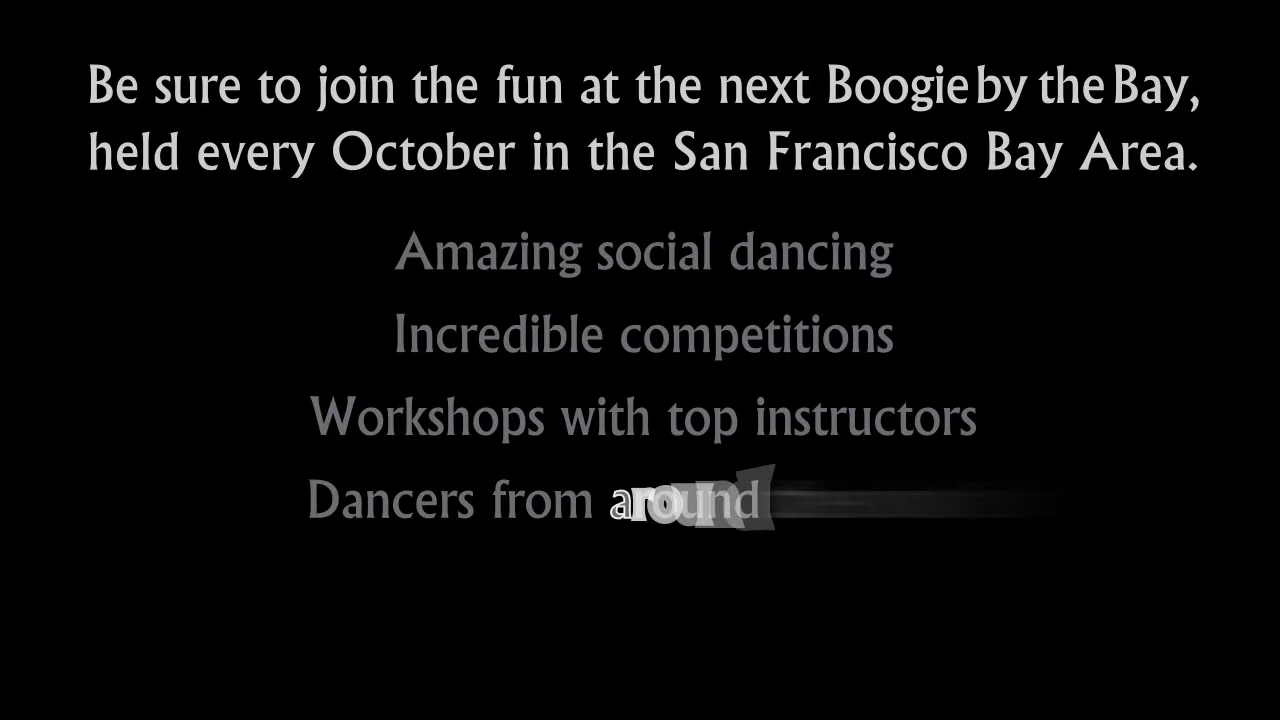 Be sure to join the fun at the next Boogie by the Bay,
held every October in the San Francisco Bay Area.
Amazing social dancing
Incredible competitions
Workshops with top instructors
Dancers from around